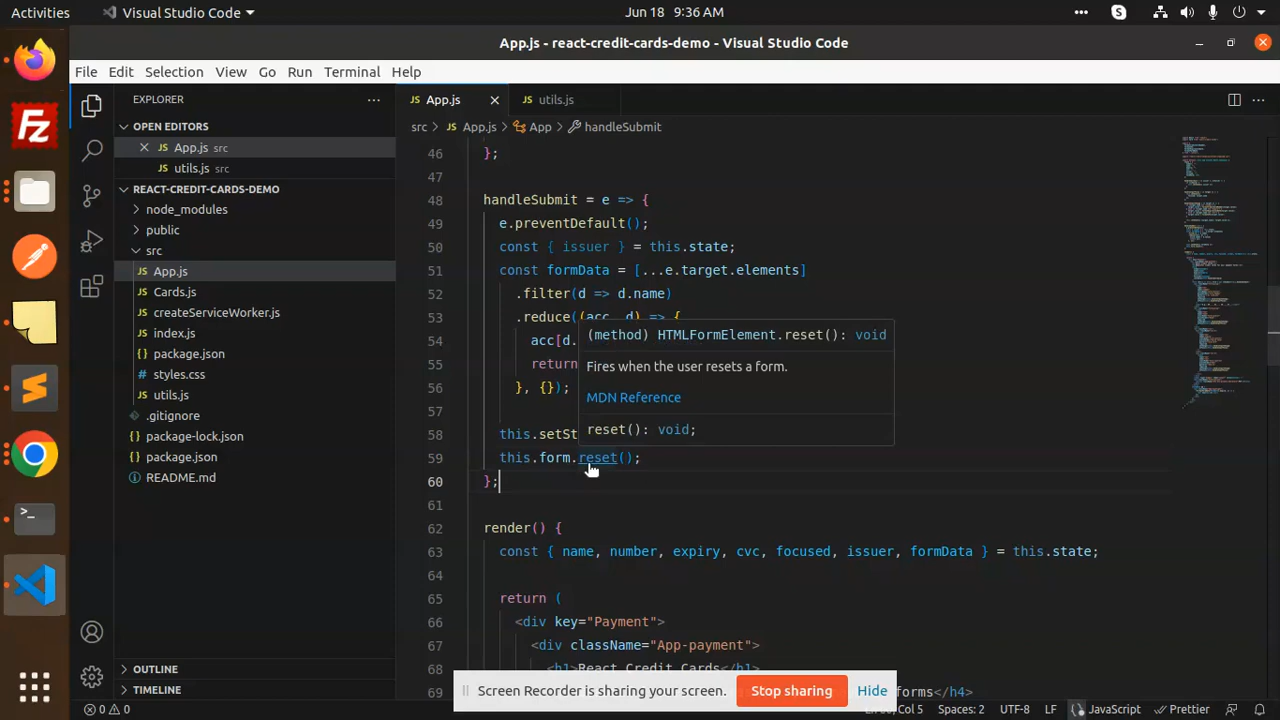 Activities
Visual Studio Code
Jun 18 9:36 AM
App.js - react-credit-cards-demo - Visual Studio Code
File Edit Selection View Go Run Terminal Help
EXPLORER
OPEN EDITORS
App.js src
utils.js src
REACT-CREDIT-CARDS-DEMO
node_modules
public
src
App.js
Cards.js
createServiceWorker.js
index.js
package.json
styles.css
utils.js
.gitignore
package-lock.json
package.json
README.md
OUTLINE
TIMELINE
App.js
utils.js
src > App.js > App > handleSubmit
46 };
47
48 handleSubmit = e => {
49 e.preventDefault();
50 const { issuer } = this.state;
51 const formData = [...e.target.elements]
52 .filter(d => d.name)
53 .reduce((acc, d) => {
54 acc[d.
55 return
56 }, {});
57
58 this.setSt
59 this.form.reset();
60 };
61
62 render() {
63 const { name, number, expiry, cvc, focused, issuer, formData } = this.state;
64
65 return (
66 <div key="Payment">
67 <div className="App-payment">
68 <h1>React Credit Cards</h1>
69 orms</h4>
(method) HTMLFormElement.reset(): void
Fires when the user resets a form.
MDN Reference
reset(): void;
Screen Recorder is sharing your screen.
Stop sharing
Hide
0 0
Col 5
Spaces: 2
UTF-8
LF
JavaScript
Prettier